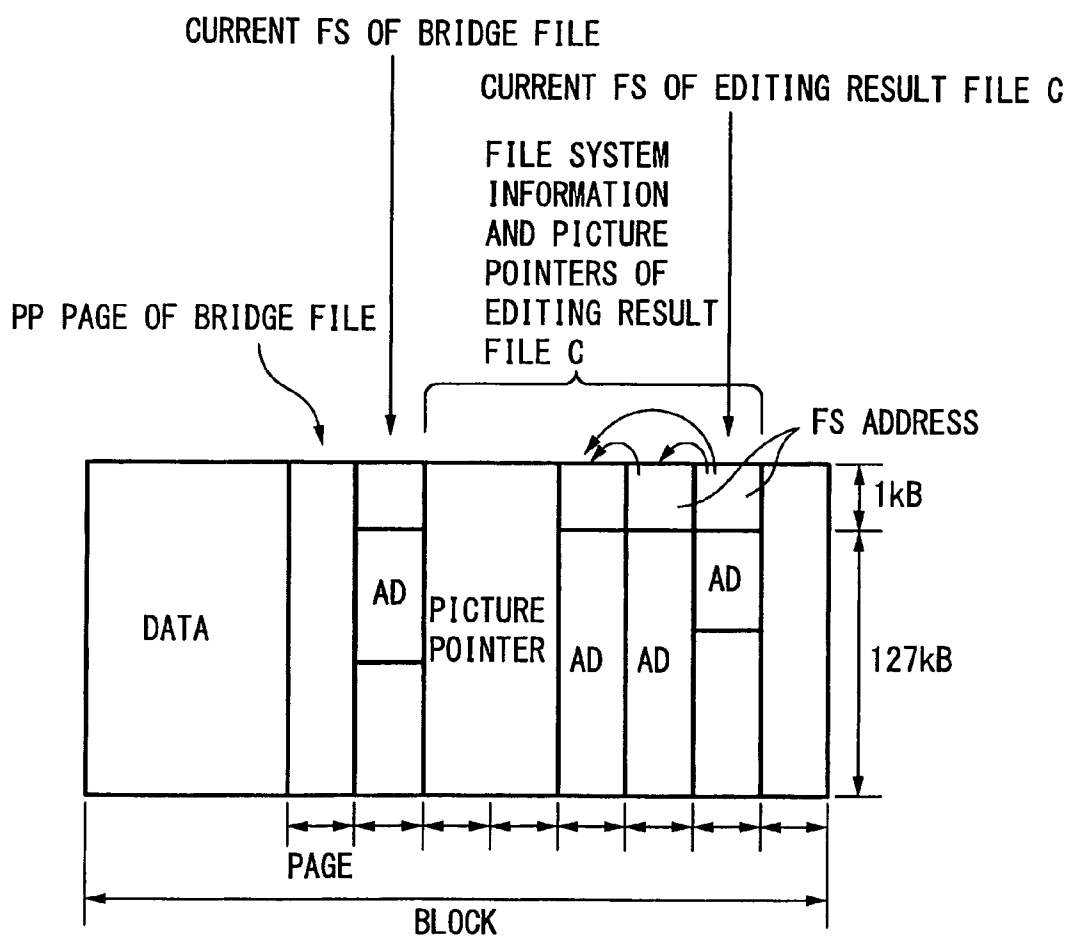 CURRENT FS OF BRIDGE FILE
CURRENT FS OF EDITING RESULT FILE C
FILE SYSTEM
INFORMATION
AND PICTURE
POINTERS OF
EDITING RESULT
FILE C
PP PAGE OF BRIDGE FILE
FS ADDRESS
1kB
DATA
AD
PICTURE
POINTER
AD
AD
AD
127kB
PAGE
BLOCK